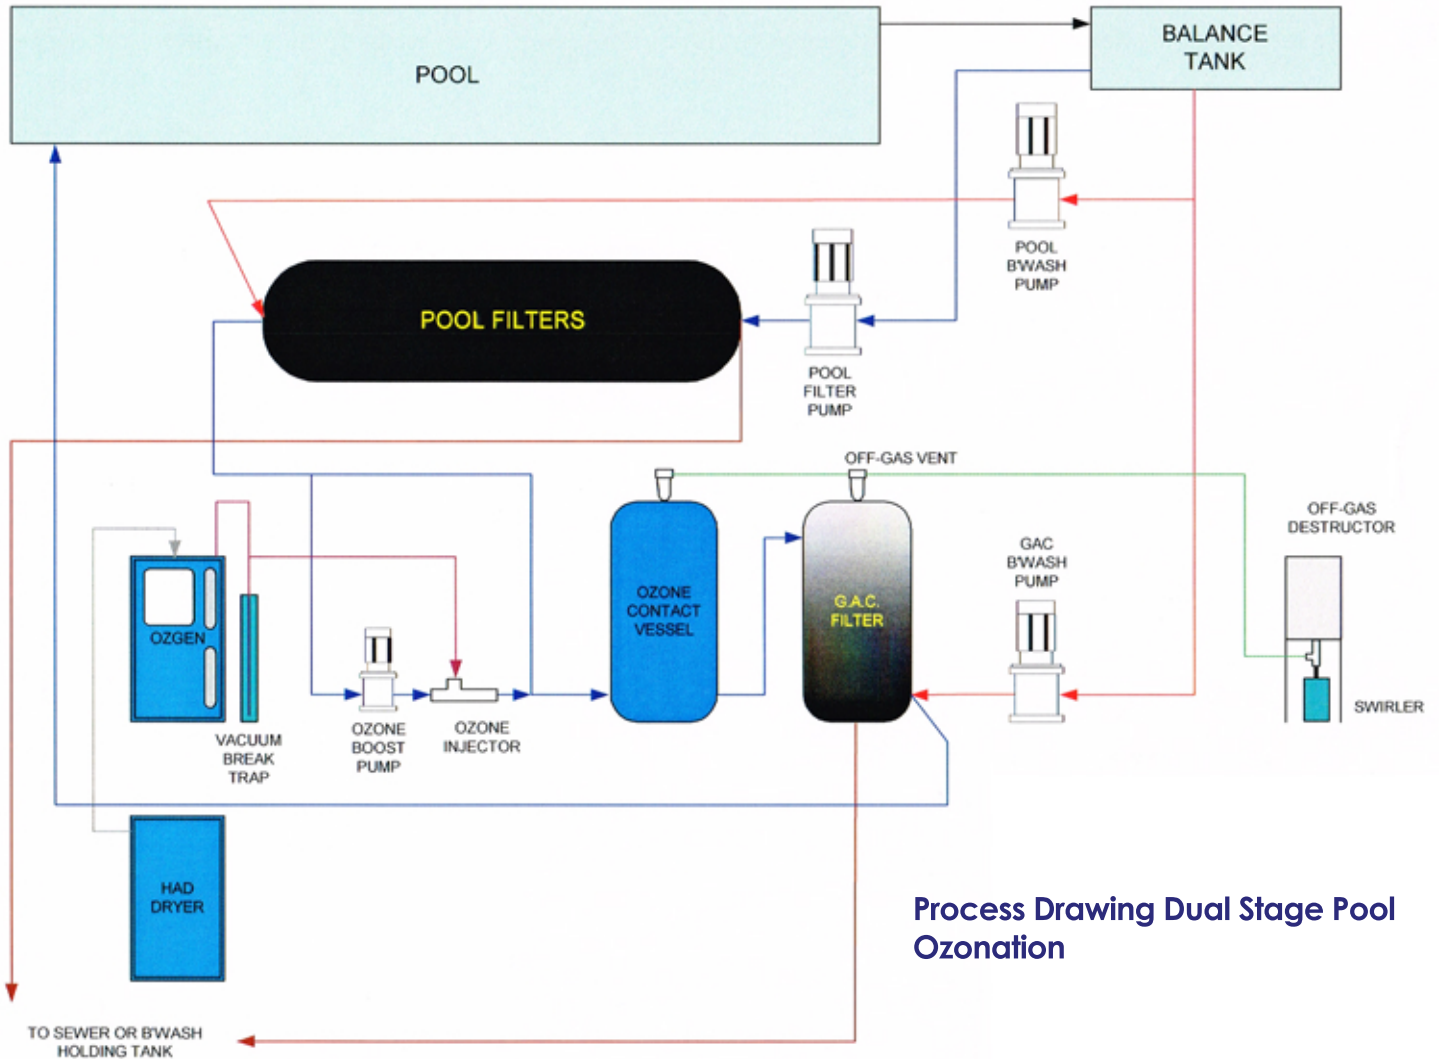 POOL
BALANCE
TANK
POOL
B'WASH
PUMP
POOL FILTERS
POOL
FILTER
PUMP
OFF-GAS VENT
OFF-GAS
DESTRUCTOR
GAC
B'WASH
PUMP
OZONE
CONTACT
VESSEL
G.A.C.
FILTER
OZGEN
SWIRLER
VACUUM
BREAK
TRAP
OZONE
BOOST
PUMP
OZONE
INJECTOR
HAD
DRYER
Process Drawing Dual Stage Pool
Ozonation
TO SEWER OR B'WASH
HOLDING TANK